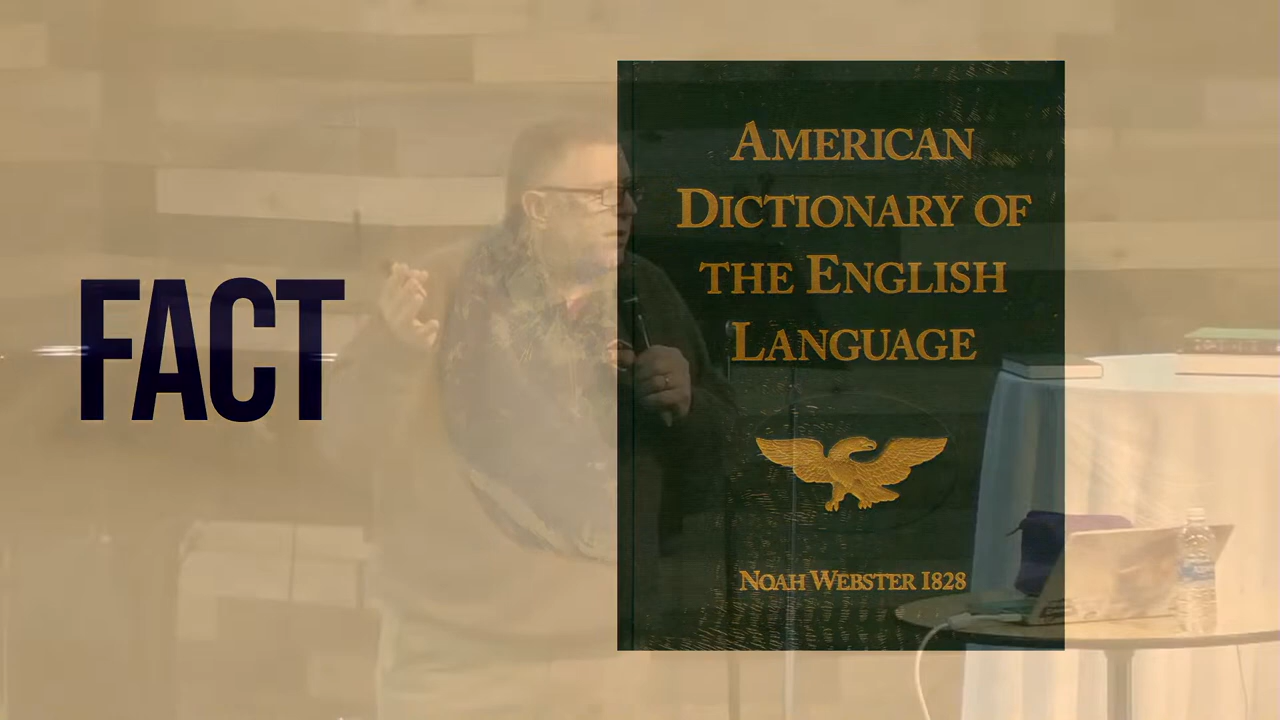 FACT
AMERICAN
DICTIONARY OF
THE ENGLISH
LANGUAGE
NOAH WEBSTER 1828